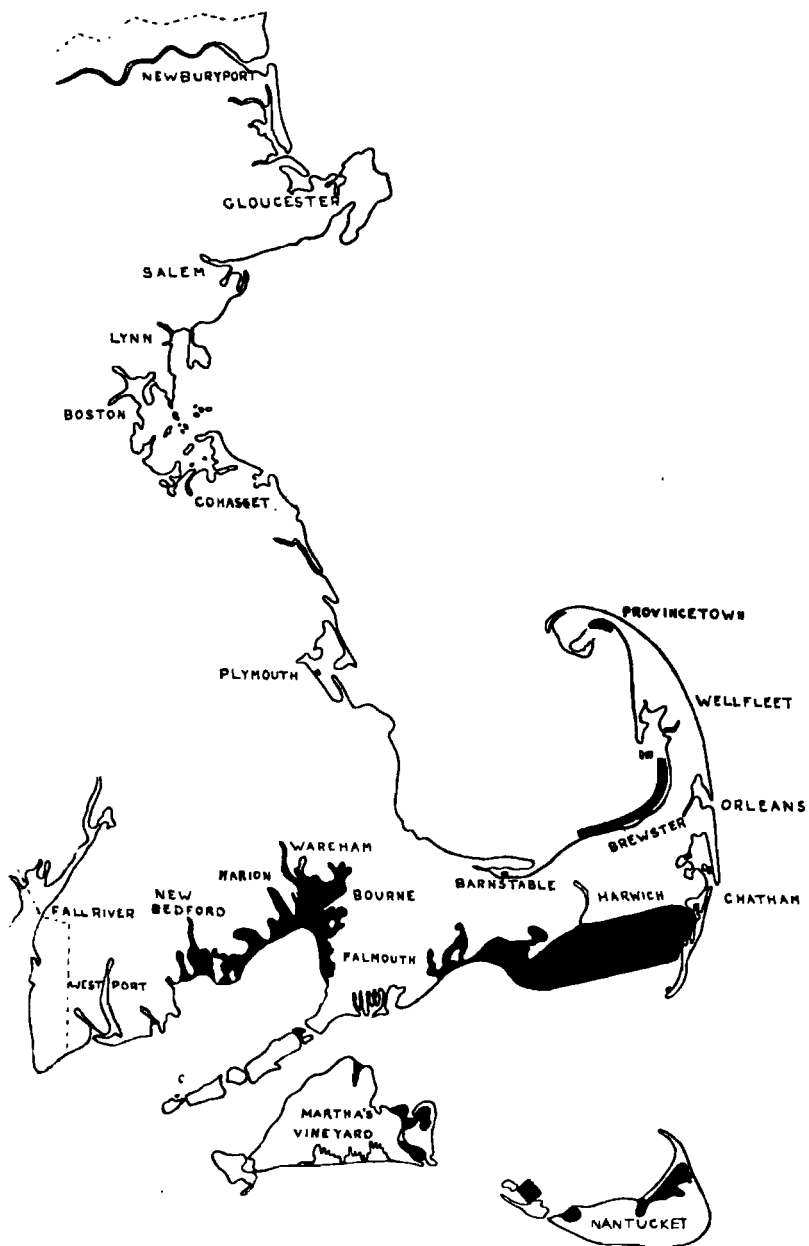 NEWBURYPORT
GLOUCESTER
SALEM
LYNN
BOSTON
COHASSET
PROVINCETOWN
PLYMOUTH
WELLFLEET
ORLEANS
BREWSTER
WAREHAM
MARION
BOURNE
BARNSTABLE
HARWICH
CHATHAM
NEW
BEDFORD
FALL RIVER
FALMOUTH
WESTPORT
C
MARTHA'S
VINEYARD
NANTUCKET